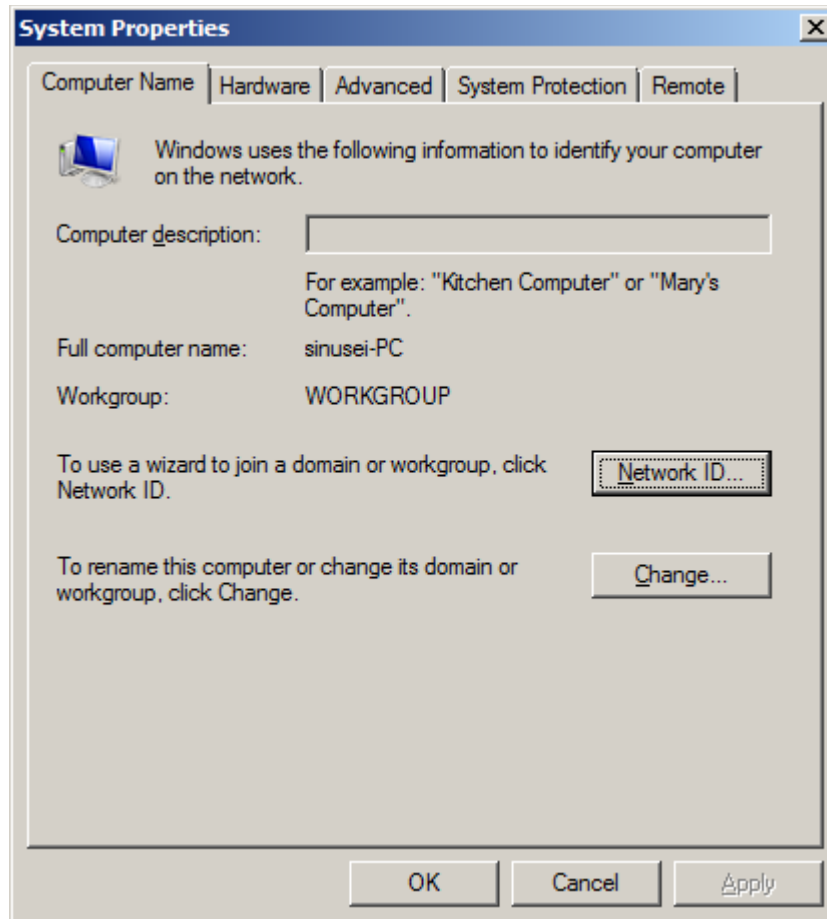 System Properties
Computer Name
Hardware
Advanced
System Protection
Remote
Windows uses the following information to identify your computer
on the network.
Computer description:
For example: "Kitchen Computer" or "Mary's
Computer".
Full computer name:
sinusei-PC
Workgroup:
WORKGROUP
To use a wizard to join a domain or workgroup, click
Network ID.
Network ID...
To rename this computer or change its domain or
workgroup, click Change.
Change...
OK
Cancel
Apply